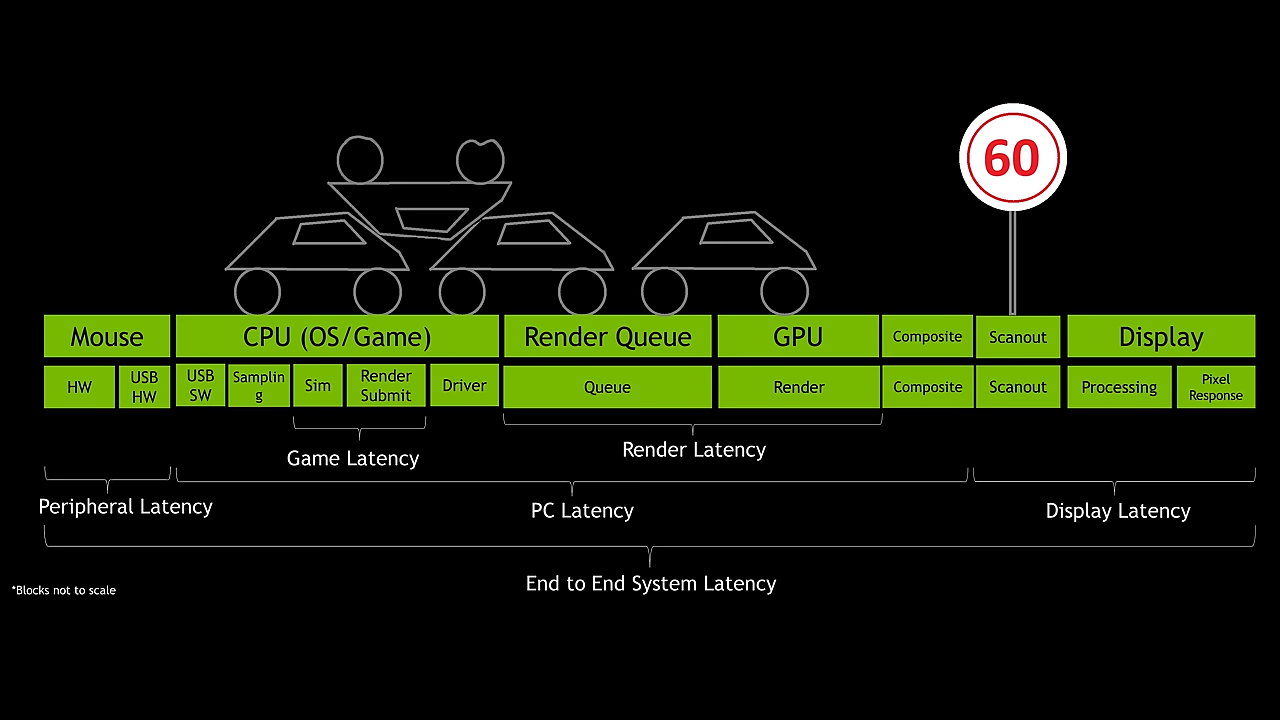 60
Mouse
CPU (OS/Game)
Render Queue
GPU
Composite
Scanout
Display
HW
USB
HW
USB
SW
Samplin
g
Sim
Render
Submit
Driver
Queue
Render
Composite
Scanout
Processing
Pixel
Response
Game Latency
Render Latency
Peripheral Latency
PC Latency
Display Latency
End to End System Latency
*Blocks not to scale